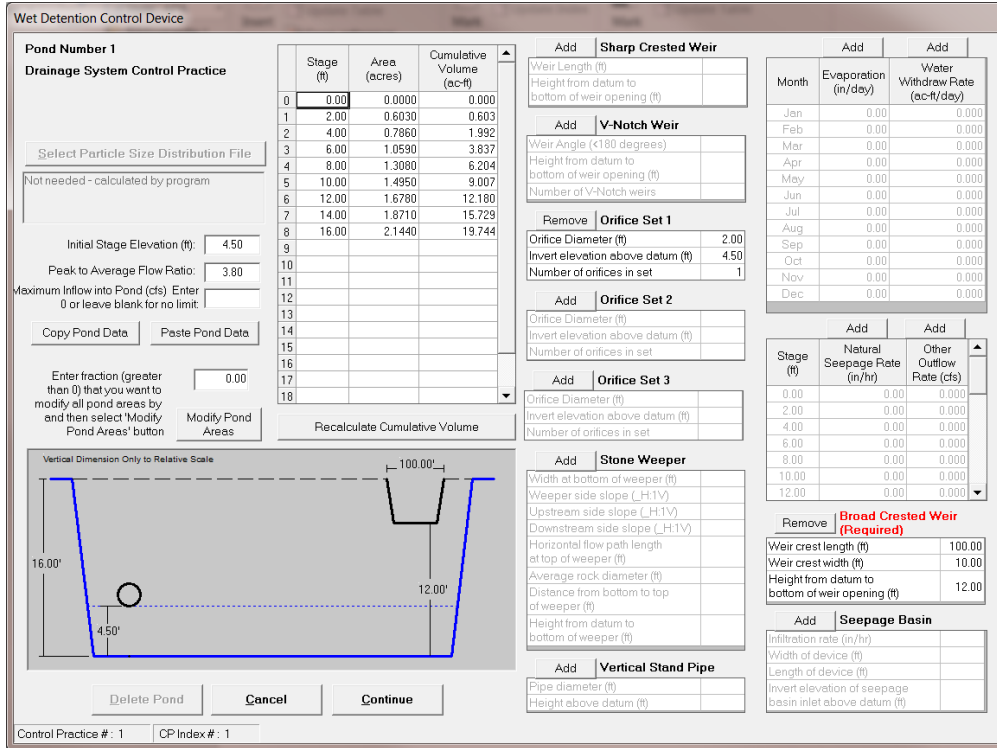 Wet Detention Control Device
Pond Number 1
Drainage System Control Practice
Select Particle Size Distribution File
Not needed - calculated by program
Initial Stage Elevation (ft): 4.50
Peak to Average Flow Ratio: 3.80
Maximum Inflow into Pond (cfs) Enter
0 or leave blank for no limit:
Copy Pond Data Paste Pond Data
Enter fraction (greater 0.00
than 0) that you want to
modify all pond areas by
and then select 'Modify
Pond Areas' button
Modify Pond
Areas
Stage
(ft)
Area
(acres)
Cumulative
Volume
(ac-ft)
0 0.00 0.0000 0.000
1 2.00 0.6030 0.603
2 4.00 0.7860 1.992
3 6.00 1.0590 3.837
4 8.00 1.3080 6.204
5 10.00 1.4950 9.007
6 12.00 1.6780 12.180
7 14.00 1.8710 15.729
8 16.00 2.1440 19.744
9
10
11
12
13
14
15
16
17
18
Recalculate Cumulative Volume
Vertical Dimension Only to Relative Scale
100.00'
16.00'
12.00'
4.50'
Delete Pond Cancel Continue
Control Practice # : 1 CP Index # : 1
Add Sharp Crested Weir
Weir Length (ft)
Height from datum to
bottom of weir opening (ft)
Add V-Notch Weir
Weir Angle (<180 degrees)
Height from datum to
bottom of weir opening (ft)
Number of V-Notch weirs
Remove Orifice Set 1
Orifice Diameter (ft) 2.00
Invert elevation above datum (ft) 4.50
Number of orifices in set 1
Add Orifice Set 2
Orifice Diameter (ft)
Invert elevation above datum (ft)
Number of orifices in set
Add Orifice Set 3
Orifice Diameter (ft)
Invert elevation above datum (ft)
Number of orifices in set
Add Stone Weeper
Width at bottom of weeper (ft)
Weeper side slope (_H:1V)
Upstream side slope (_H:1V)
Downstream side slope (_H:1V)
Horizontal flow path length
at top of weeper (ft)
Average rock diameter (ft)
Distance from bottom to top
of weeper (ft)
Height from datum to
bottom of weeper (ft)
Add Vertical Stand Pipe
Pipe diameter (ft)
Height above datum (ft)
Add Add
Month
Evaporation
(in/day)
Water
Withdraw Rate
(ac-ft/day)
Jan 0.00 0.000
Feb 0.00 0.000
Mar 0.00 0.000
Apr 0.00 0.000
May 0.00 0.000
Jun 0.00 0.000
Jul 0.00 0.000
Aug 0.00 0.000
Sep 0.00 0.000
Oct 0.00 0.000
Nov 0.00 0.000
Dec 0.00 0.000
Add Add
Stage
(ft)
Natural
Seepage Rate
(in/hr)
Other
Outflow
Rate (cfs)
0.00 0.00 0.000
2.00 0.00 0.000
4.00 0.00 0.000
6.00 0.00 0.000
8.00 0.00 0.000
10.00 0.00 0.000
12.00 0.00 0.000
Remove Broad Crested Weir
(Required)
Weir crest length (ft) 100.00
Weir crest width (ft) 10.00
Height from datum to
bottom of weir opening (ft) 12.00
Add Seepage Basin
Infiltration rate (in/hr)
Width of device (ft)
Length of device (ft)
Invert elevation of seepage
basin inlet above datum (ft)